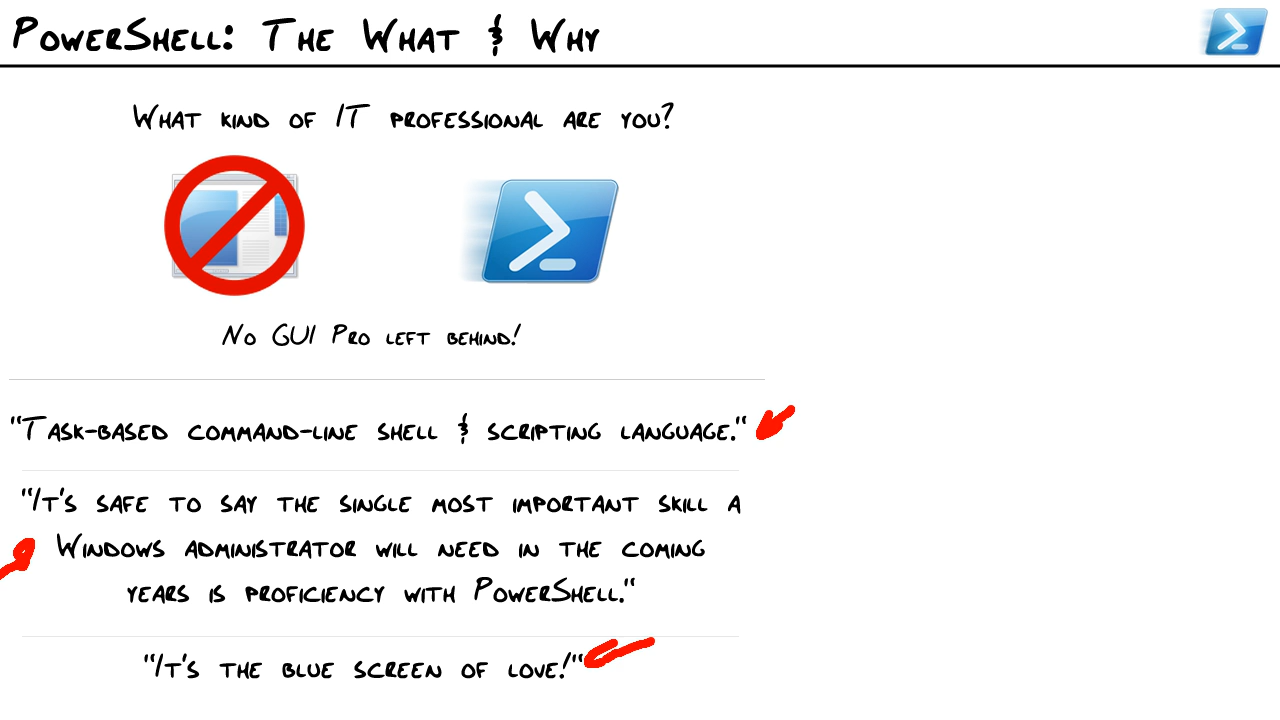 PowerShell: The What & Why
What kind of IT professional are you?
No GUI Pro left behind!
"Task-based command-line shell & scripting language."
"It's safe to say the single most important skill a
Windows administrator will need in the coming
years is proficiency with PowerShell."
"It's the blue screen of love!"